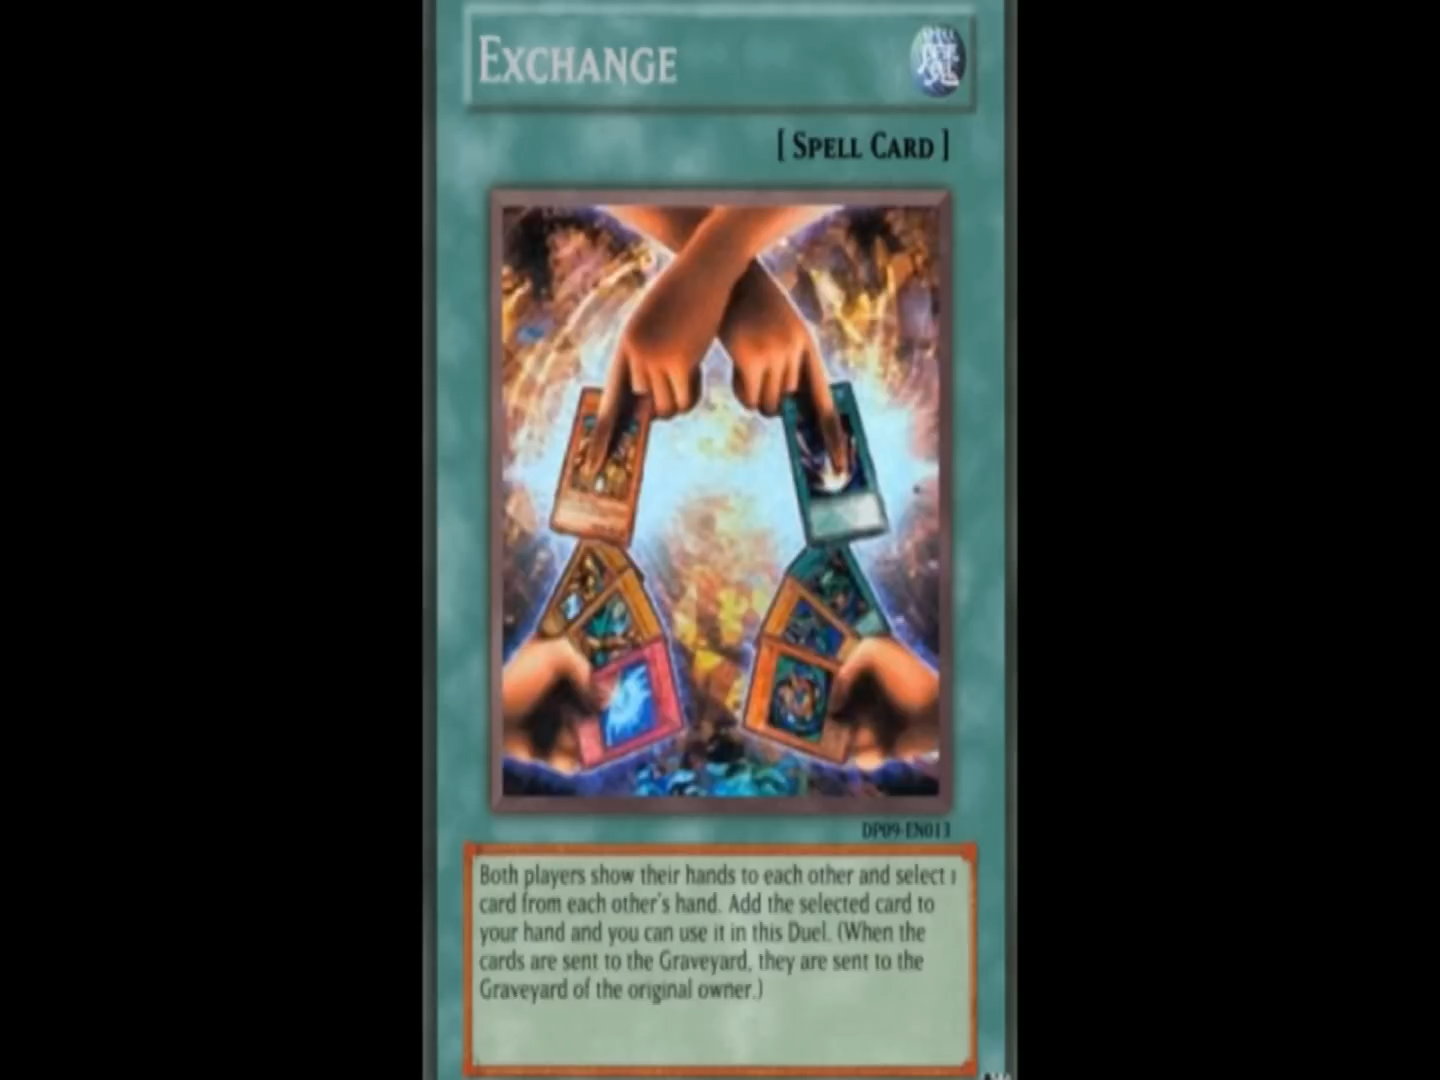 EXCHANGE
[ SPELL CARD ]
DP09-EN013
Both players show their hands to each other and select 1
card from each other's hand. Add the selected card to
your hand and you can use it in this Duel. (When the
cards are sent to the Graveyard, they are sent to the
Graveyard of the original owner.)